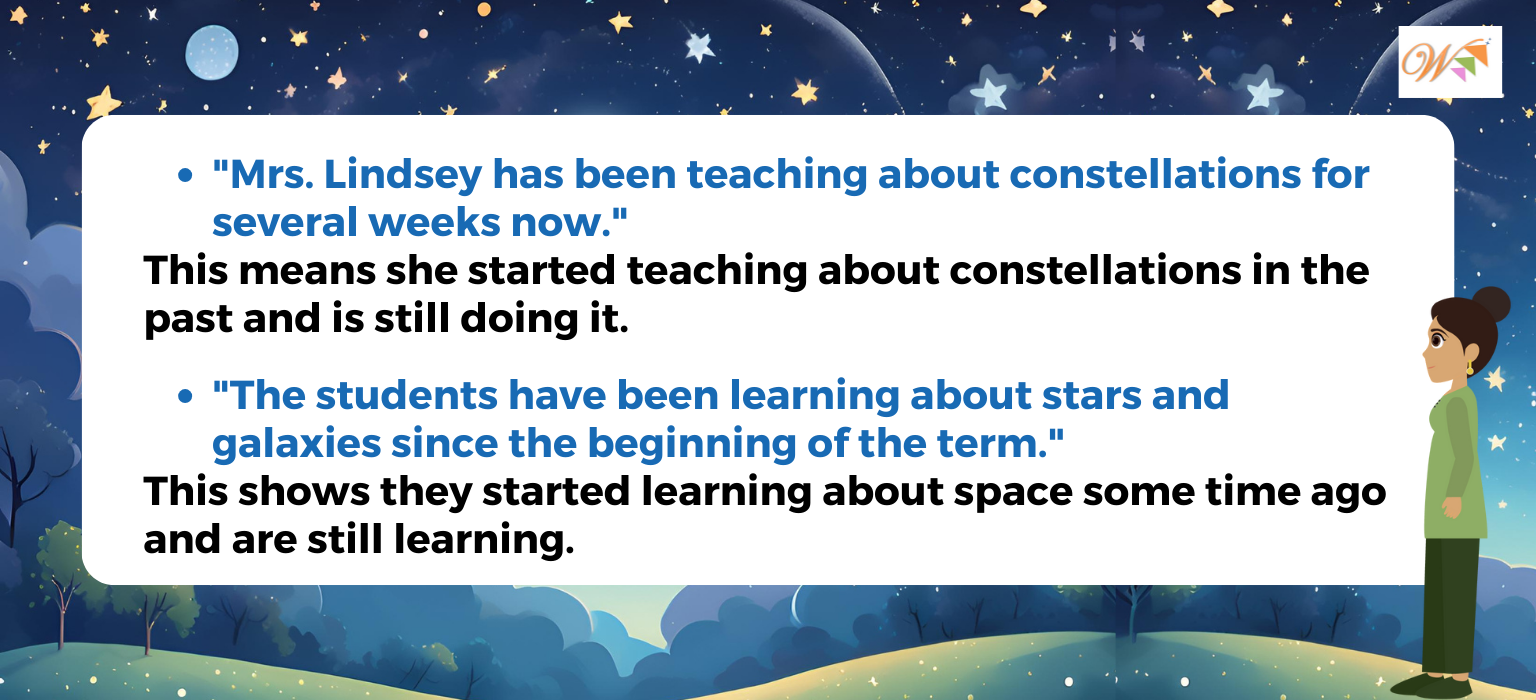 • "Mrs. Lindsey has been teaching about constellations for
several weeks now."
This means she started teaching about constellations in the
past and is still doing it.
• "The students have been learning about stars and
galaxies since the beginning of the term."
This shows they started learning about space some time ago
and are still learning.
W